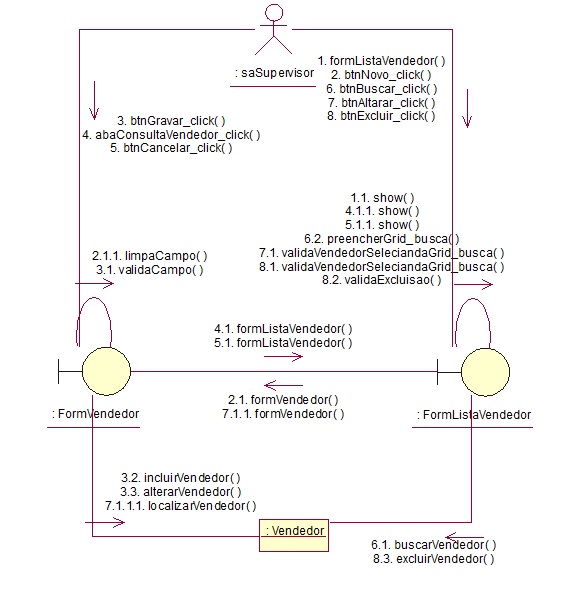 : saSupervisor
1. formListaVendedor( )
2. btnNovo_click( )
6. btnBuscar_click( )
7. btnAltarar_click( )
8. btnExcluir_click( )
3. btnGravar_click( )
4. abaConsultaVendedor_click( )
5. btnCancelar_click( )
1.1. show( )
4.1.1. show( )
5.1.1. show( )
6.2. preencherGrid_busca( )
7.1. validaVendedorSeleciandaGrid_busca( )
8.1. validaVendedorSeleciandaGrid_busca( )
8.2. validaExcluisao( )
2.1.1. limpaCampo( )
3.1. validaCampo( )
4.1. formListaVendedor( )
5.1. formListaVendedor( )
2.1. formVendedor( )
7.1.1. formVendedor( )
: FormVendedor
: FormListaVendedor
3.2. incluirVendedor( )
3.3. alterarVendedor( )
7.1.1.1. localizarVendedor( )
: Vendedor
6.1. buscarVendedor( )
8.3. excluirVendedor( )